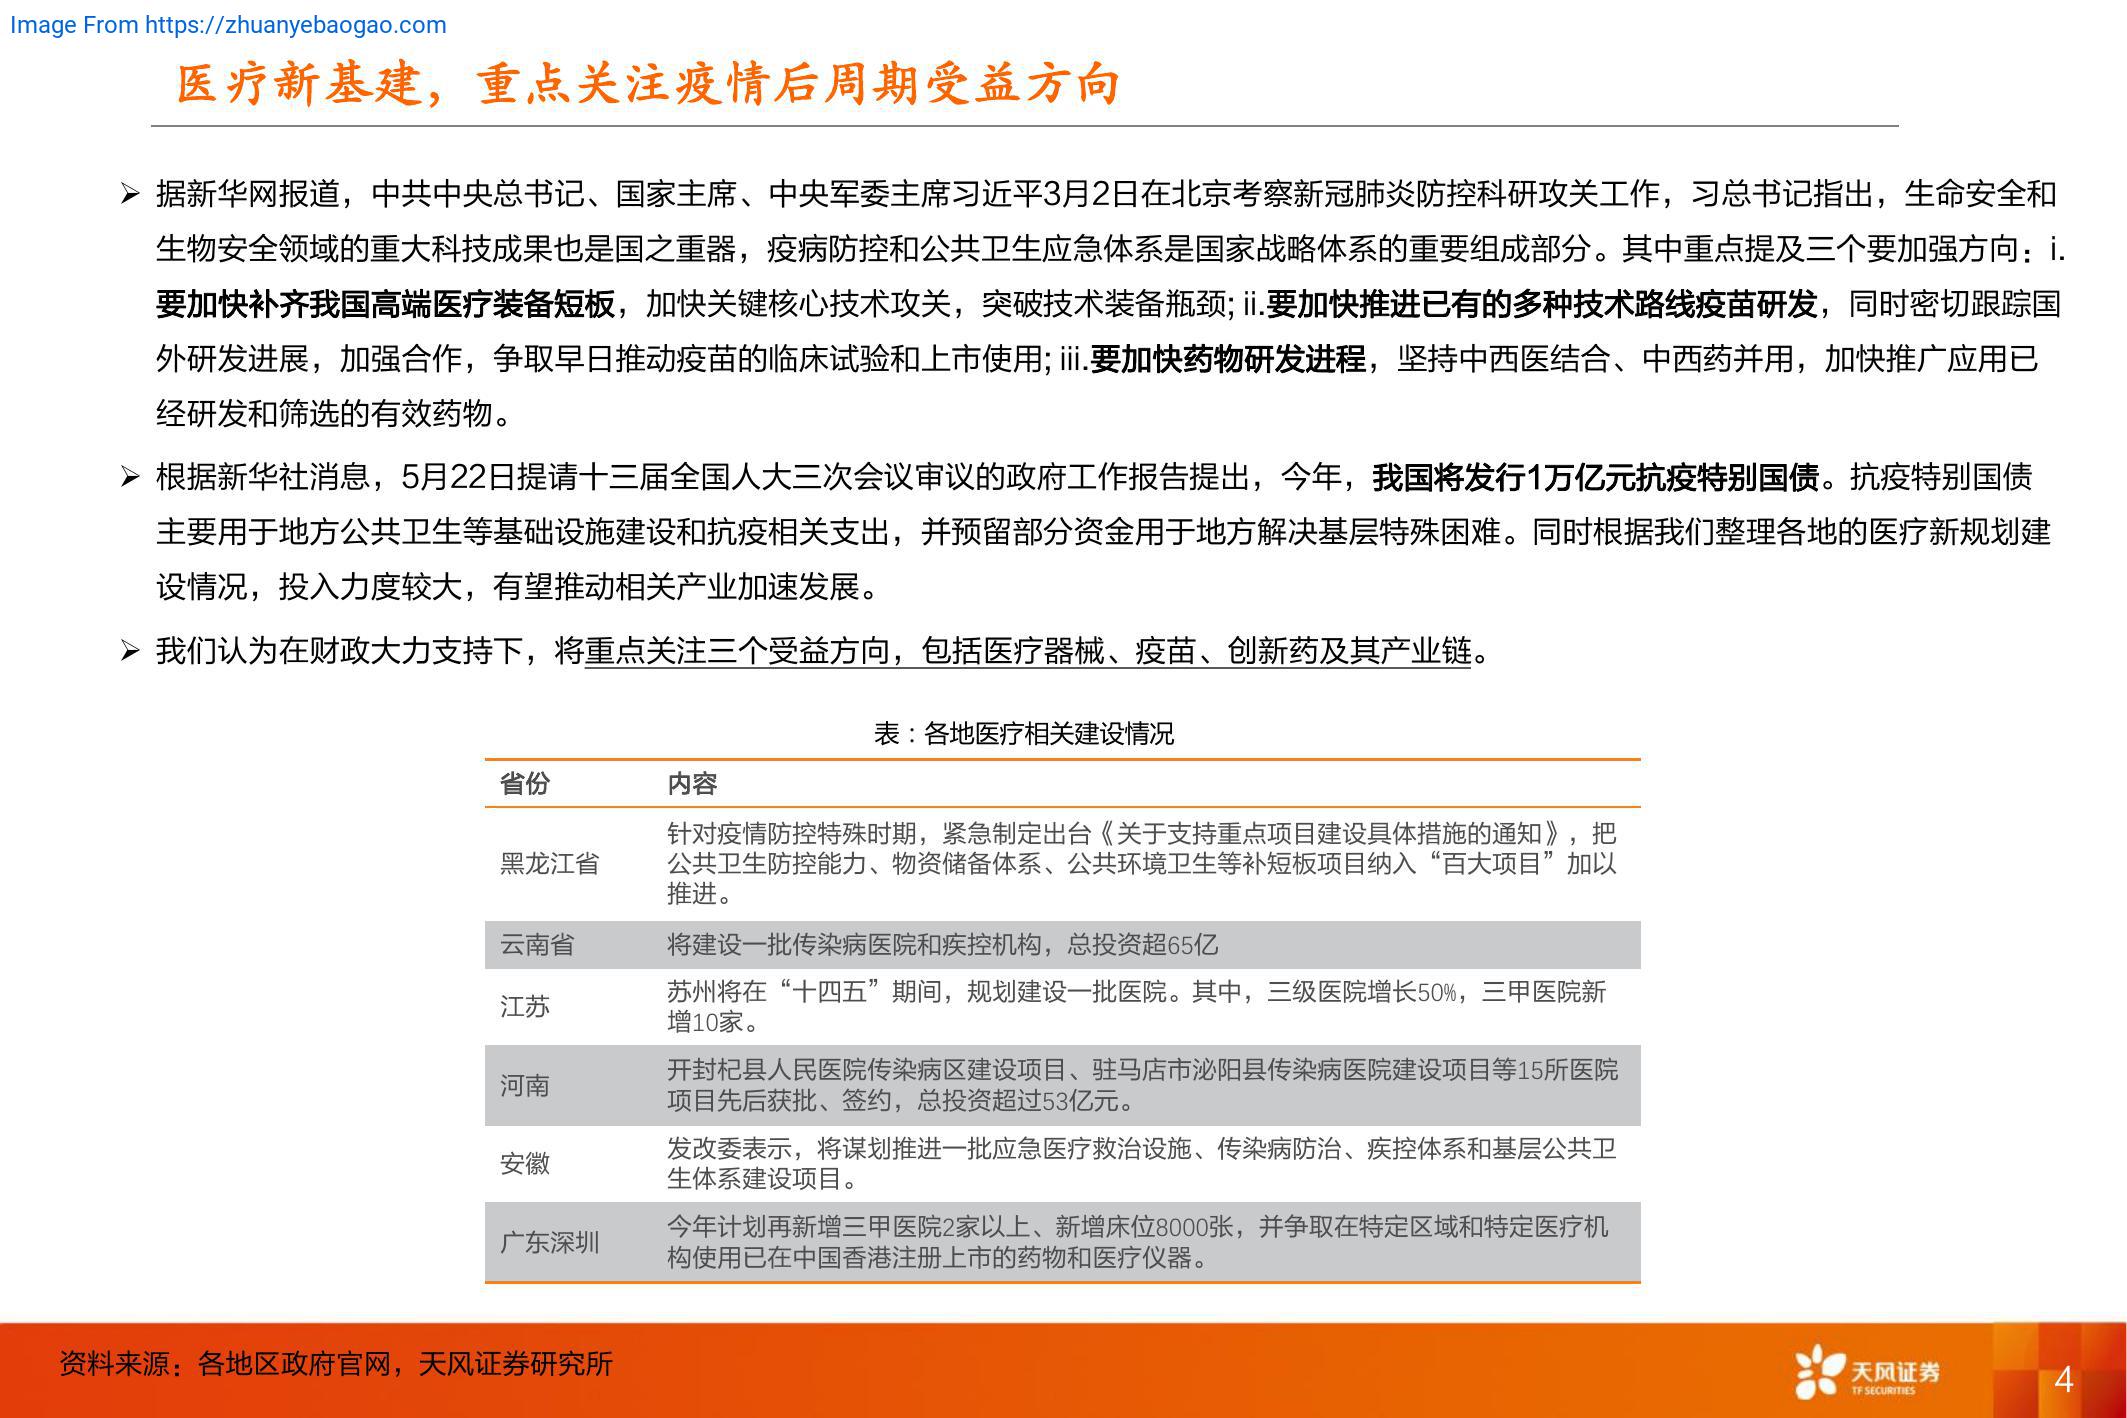 Image From https://zhuanyebaogao.com
医疗新基建，重点关注疫情后周期受益方向
➢ 据新华网报道，中共中央总书记、国家主席、中央军委主席习近平3月2日在北京考察新冠肺炎防控科研攻关工作，习总书记指出，生命安全和
生物安全领域的重大科技成果也是国之重器，疫病防控和公共卫生应急体系是国家战略体系的重要组成部分。其中重点提及三个要加强方向：i.
要加快补齐我国高端医疗装备短板，加快关键核心技术攻关，突破技术装备瓶颈; ii.要加快推进已有的多种技术路线疫苗研发，同时密切跟踪国
外研发进展，加强合作，争取早日推动疫苗的临床试验和上市使用; iii.要加快药物研发进程，坚持中西医结合、中西药并用，加快推广应用已
经研发和筛选的有效药物。
➢ 根据新华社消息，5月22日提请十三届全国人大三次会议审议的政府工作报告提出，今年，我国将发行1万亿元抗疫特别国债。抗疫特别国债
主要用于地方公共卫生等基础设施建设和抗疫相关支出，并预留部分资金用于地方解决基层特殊困难。同时根据我们整理各地的医疗新规划建
设情况，投入力度较大，有望推动相关产业加速发展。
➢ 我们认为在财政大力支持下，将重点关注三个受益方向，包括医疗器械、疫苗、创新药及其产业链。
表：各地医疗相关建设情况
省份 内容
黑龙江省 针对疫情防控特殊时期，紧急制定出台《关于支持重点项目建设具体措施的通知》，把
公共卫生防控能力、物资储备体系、公共环境卫生等补短板项目纳入“百大项目”加以
推进。
云南省 将建设一批传染病医院和疾控机构，总投资超65亿
江苏 苏州将在“十四五”期间，规划建设一批医院。其中，三级医院增长50%，三甲医院新
增10家。
河南 开封杞县人民医院传染病区建设项目、驻马店市泌阳县传染病医院建设项目等15所医院
项目先后获批、签约，总投资超过53亿元。
安徽 发改委表示，将谋划推进一批应急医疗救治设施、传染病防治、疾控体系和基层公共卫
生体系建设项目。
广东深圳 今年计划再新增三甲医院2家以上、新增床位8000张，并争取在特定区域和特定医疗机
构使用已在中国香港注册上市的药物和医疗仪器。
资料来源：各地区政府官网，天风证券研究所
天风证券
TF SECURITIES
4